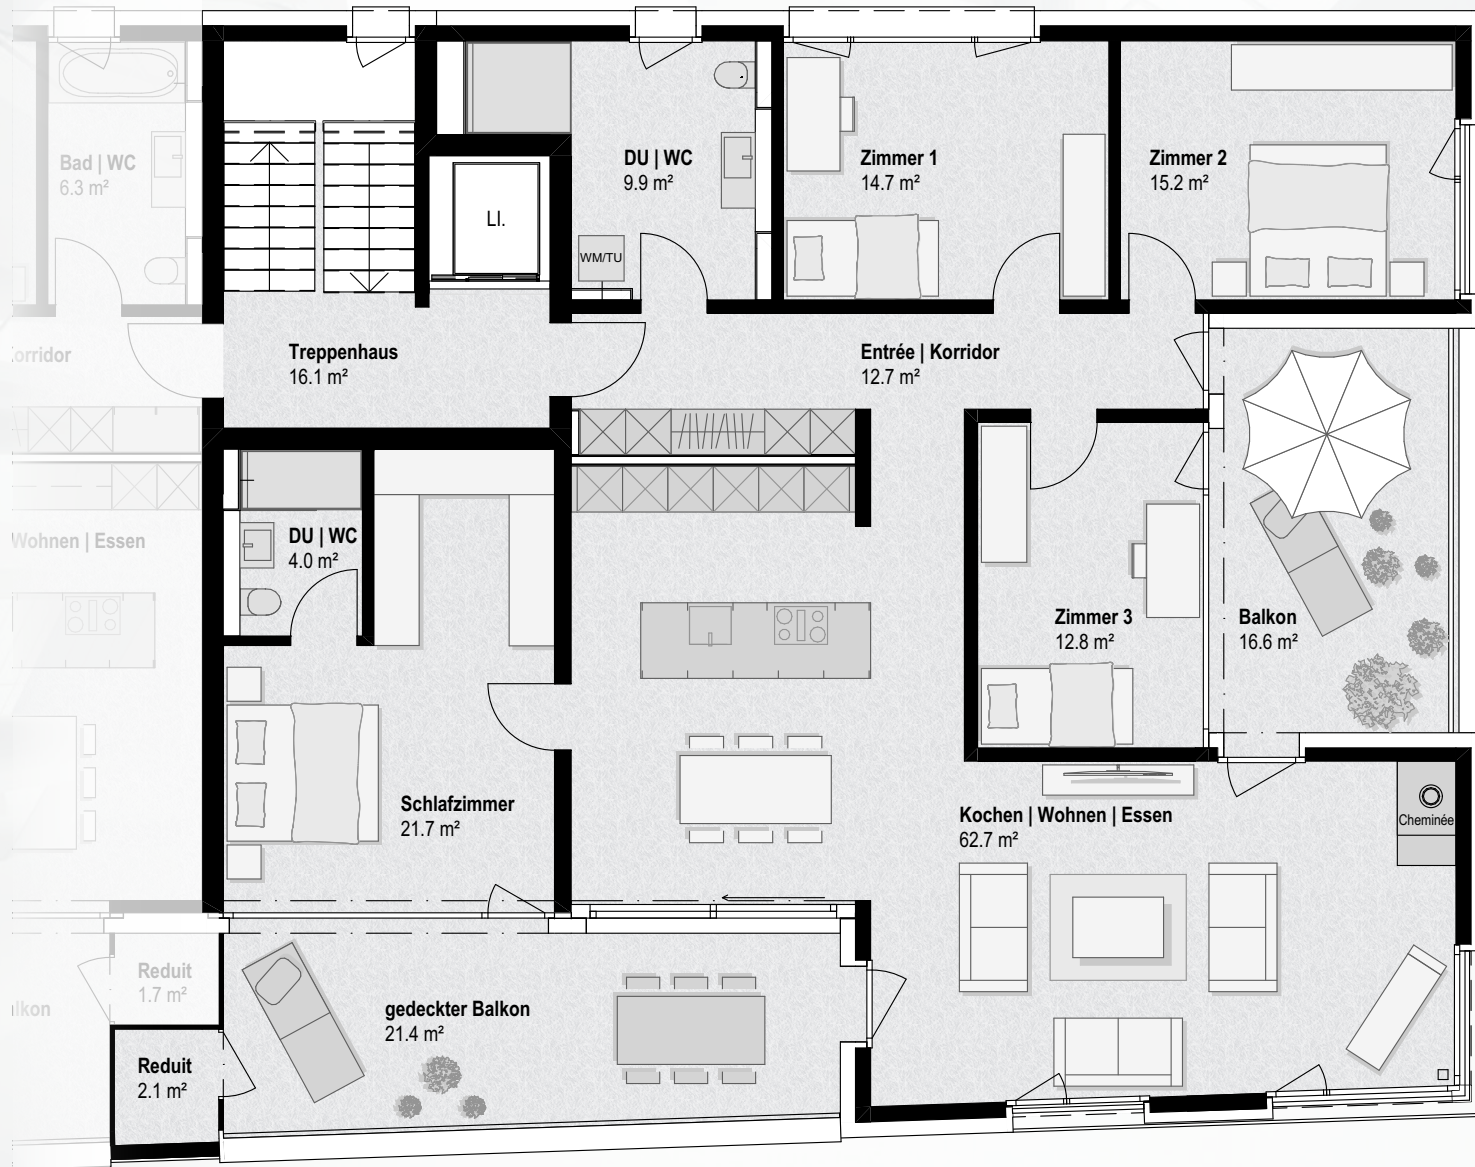 Bad | WC
6.3 m²
DU | WC
9.9 m²
Zimmer 1
14.7 m²
Zimmer 2
15.2 m²
LI.
WM/TU
orridor
Treppenhaus
16.1 m²
Entrée | Korridor
12.7 m²
Wohnen | Essen
DU | WC
4.0 m²
Zimmer 3
12.8 m²
Balkon
16.6 m²
Schlafzimmer
21.7 m²
Kochen | Wohnen | Essen
62.7 m²
Cheminée
Reduit
1.7 m²
lkon
gedeckter Balkon
21.4 m²
Reduit
2.1 m²